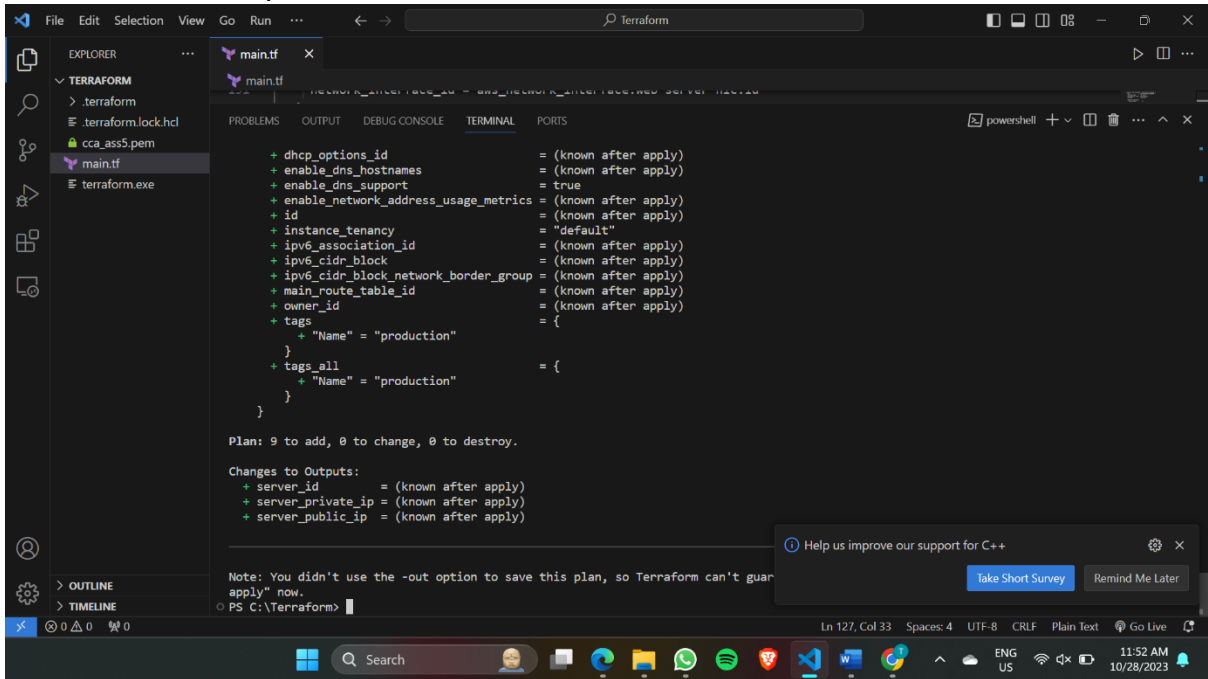 File Edit Selection View Go Run ··· Terraform
EXPLORER ···
TERRAFORM
.terraform
.terraform.lock.hcl
cca_ass5.pem
main.tf
terraform.exe
OUTLINE
TIMELINE
main.tf
main.tf
network_interface_id = aws_network_interface.web-server-nic.id
PROBLEMS OUTPUT DEBUG CONSOLE TERMINAL PORTS powershell
+ dhcp_options_id = (known after apply)
+ enable_dns_hostnames = (known after apply)
+ enable_dns_support = true
+ enable_network_address_usage_metrics = (known after apply)
+ id = (known after apply)
+ instance_tenancy = "default"
+ ipv6_association_id = (known after apply)
+ ipv6_cidr_block = (known after apply)
+ ipv6_cidr_block_network_border_group = (known after apply)
+ main_route_table_id = (known after apply)
+ owner_id = (known after apply)
+ tags = {
+ "Name" = "production"
}
+ tags_all = {
+ "Name" = "production"
}
}
Plan: 9 to add, 0 to change, 0 to destroy.
Changes to Outputs:
+ server_id = (known after apply)
+ server_private_ip = (known after apply)
+ server_public_ip = (known after apply)
Note: You didn't use the -out option to save this plan, so Terraform can't guar
apply" now.
PS C:\Terraform>
Help us improve our support for C++
Take Short Survey Remind Me Later
0 0 0 Ln 127, Col 33 Spaces: 4 UTF-8 CRLF Plain Text Go Live
Search ENG
US 11:52 AM
10/28/2023